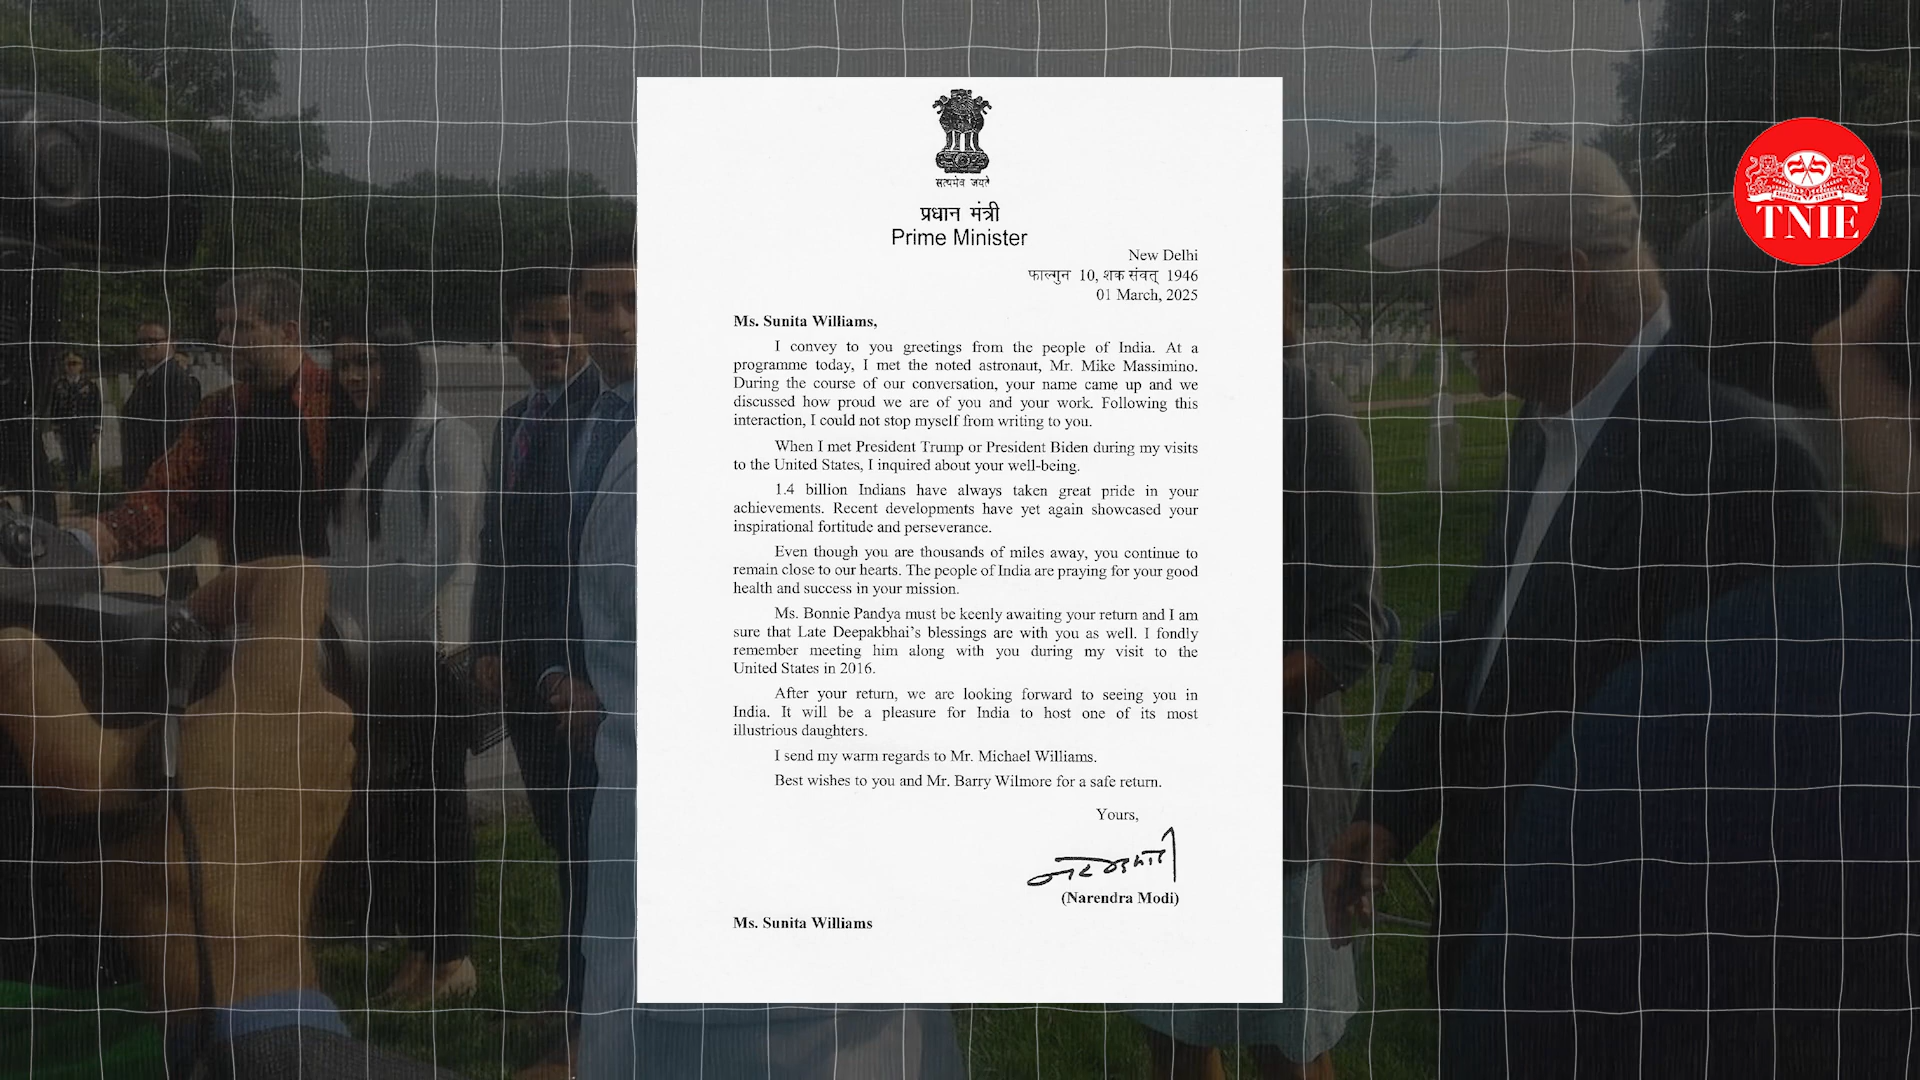 सत्यमेव जयते
प्रधान मंत्री
Prime Minister
New Delhi
फाल्गुन 10, शक संवत् 1946
01 March, 2025
Ms. Sunita Williams,
I convey to you greetings from the people of India. At a
programme today, I met the noted astronaut, Mr. Mike Massimino.
During the course of our conversation, your name came up and we
discussed how proud we are of you and your work. Following this
interaction, I could not stop myself from writing to you.
When I met President Trump or President Biden during my visits
to the United States, I inquired about your well-being.
1.4 billion Indians have always taken great pride in your
achievements. Recent developments have yet again showcased your
inspirational fortitude and perseverance.
Even though you are thousands of miles away, you continue to
remain close to our hearts. The people of India are praying for your good
health and success in your mission.
Ms. Bonnie Pandya must be keenly awaiting your return and I am
sure that Late Deepakbhai's blessings are with you as well. I fondly
remember meeting him along with you during my visit to the
United States in 2016.
After your return, we are looking forward to seeing you in
India. It will be a pleasure for India to host one of its most
illustrious daughters.
I send my warm regards to Mr. Michael Williams.
Best wishes to you and Mr. Barry Wilmore for a safe return.
Yours,
(Narendra Modi)
Ms. Sunita Williams
TNIE